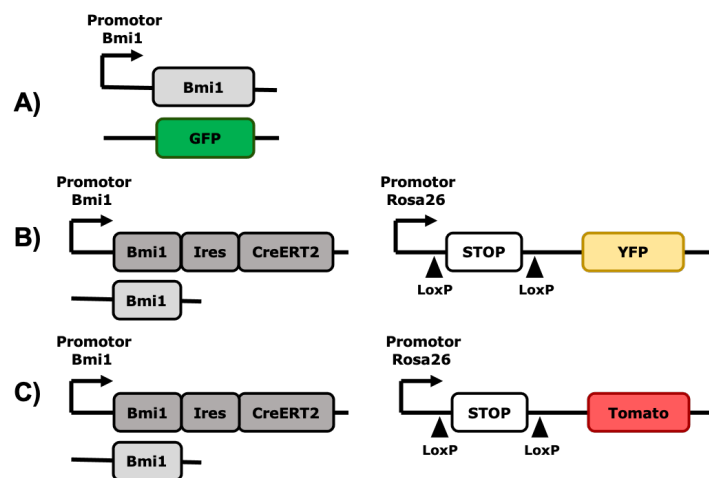 Promotor
Bmi1
A)
Bmi1
GFP
Promotor
Bmi1
Promotor
Rosa26
B)
Bmi1 Ires CreERT2
STOP
YFP
LoxP
LoxP
Bmi1
Promotor
Bmi1
Promotor
Rosa26
C)
Bmi1 Ires CreERT2
STOP
Tomato
LoxP
LoxP
Bmi1